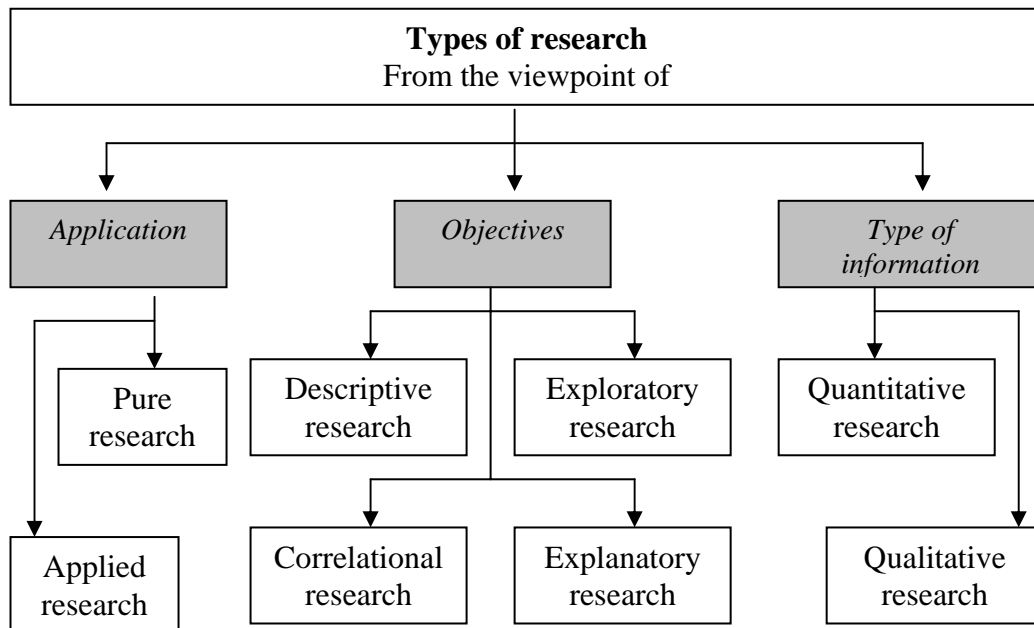 Types of research
From the viewpoint of
Application
Objectives
Type of
information
Pure
research
Descriptive
research
Exploratory
research
Quantitative
research
Applied
research
Correlational
research
Explanatory
research
Qualitative
research